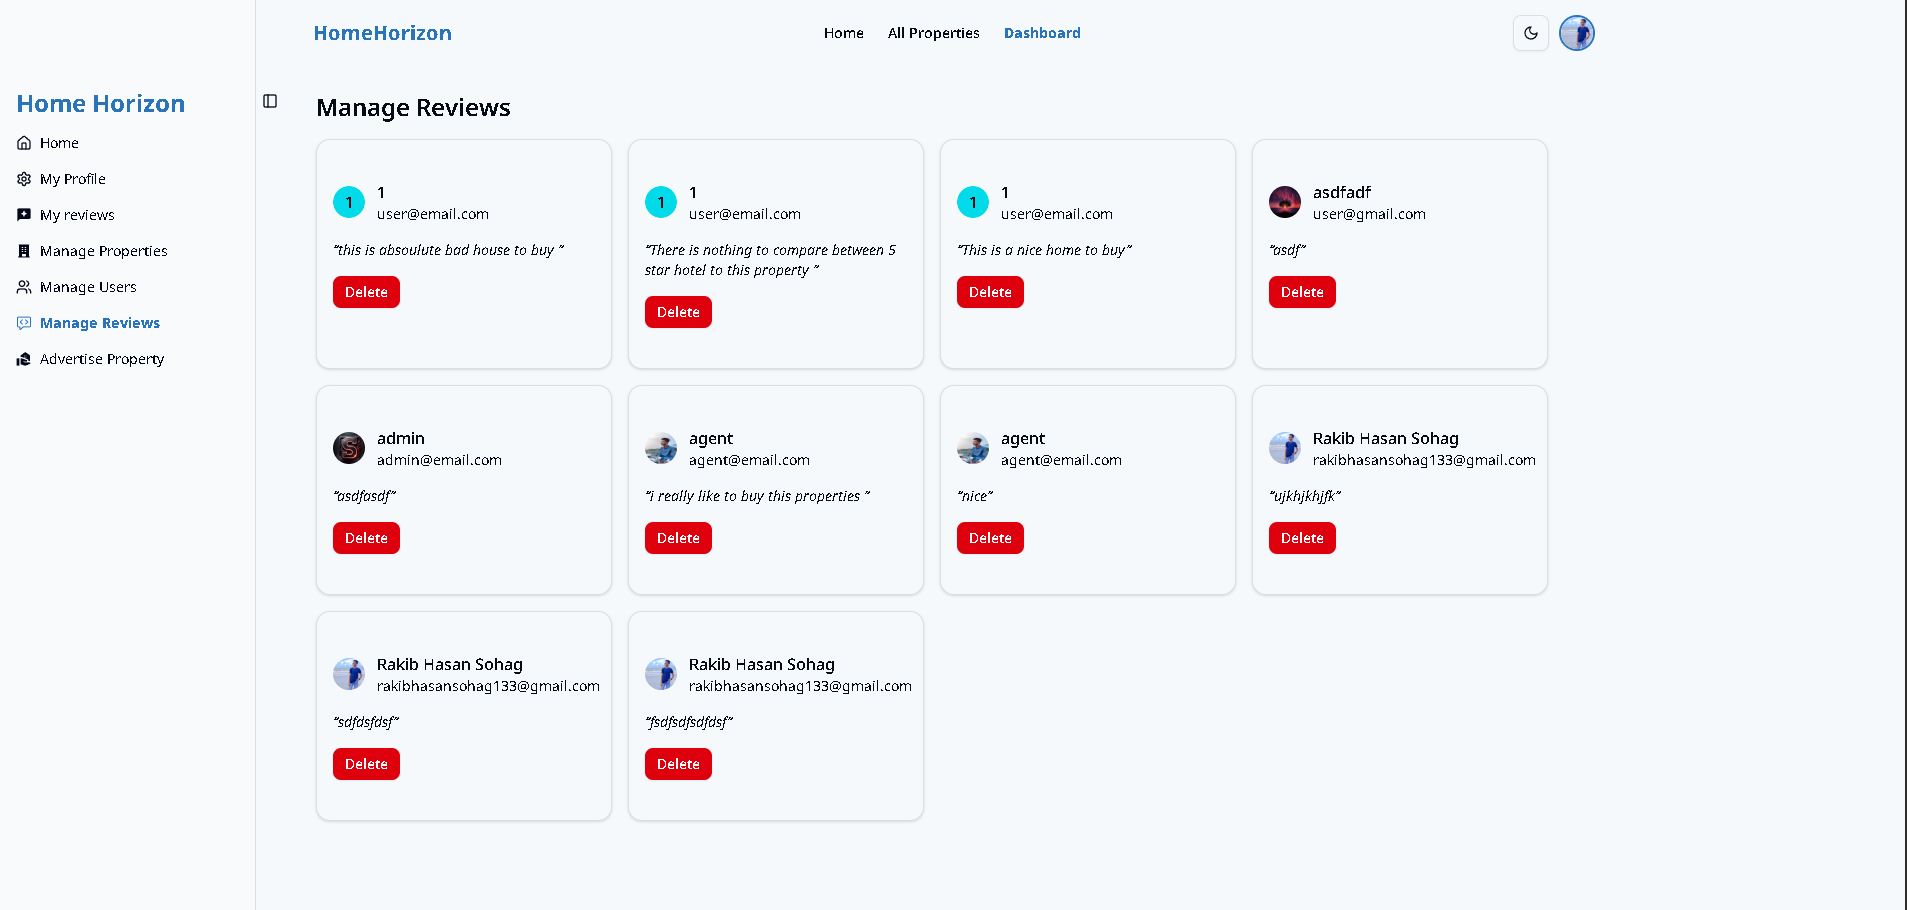 HomeHorizon
Home
All Properties
Dashboard
Home Horizon
Home
My Profile
My reviews
Manage Properties
Manage Users
Manage Reviews
Advertise Property
Manage Reviews
1
1
user@email.com
"this is absoulute bad house to buy "
Delete
1
1
user@email.com
"There is nothing to compare between 5
star hotel to this property "
Delete
1
1
user@email.com
"This is a nice home to buy"
Delete
asdfadf
user@gmail.com
"asdf"
Delete
admin
admin@email.com
"asdfasdf"
Delete
agent
agent@email.com
"i really like to buy this properties "
Delete
agent
agent@email.com
"nice"
Delete
Rakib Hasan Sohag
rakibhasansohag133@gmail.com
"ujkhjkhjfk"
Delete
Rakib Hasan Sohag
rakibhasansohag133@gmail.com
"sdfdsfdsf"
Delete
Rakib Hasan Sohag
rakibhasansohag133@gmail.com
"fsdfsdfsdfdsf"
Delete